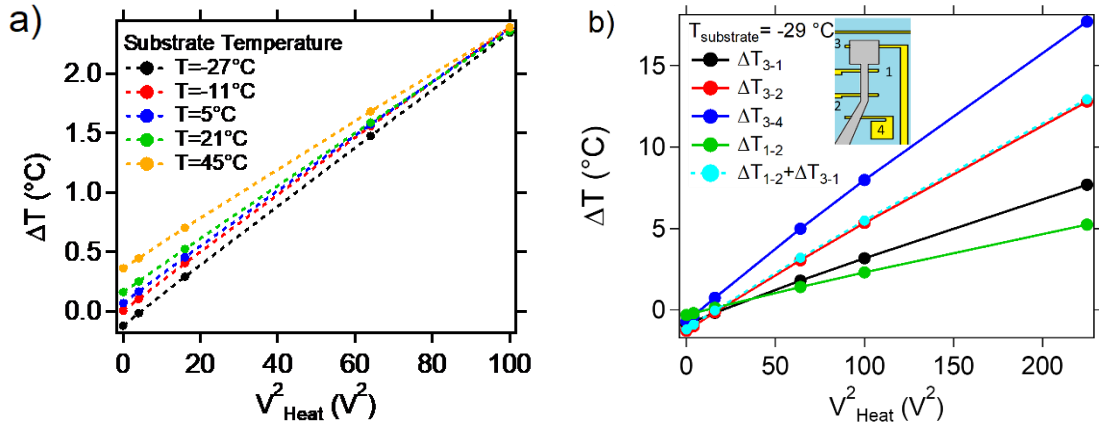 a)
Substrate Temperature
T=-27°C
T=-11°C
T=5°C
T=21°C
T=45°C
ΔT (°C)
2.0
1.5
1.0
0.5
0.0
0 20 40 60 80 100
V²Heat (V²)
b)
Tsubstrate= -29 °C
ΔT3-1
ΔT3-2
ΔT3-4
ΔT1-2
ΔT1-2+ΔT3-1
3
1
2
4
ΔT (°C)
15
10
5
0
0 50 100 150 200
V²Heat (V²)